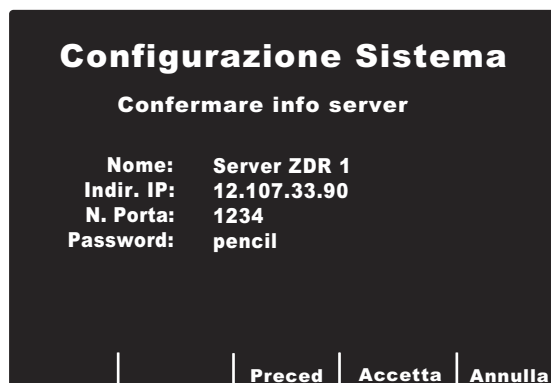 Configurazione Sistema
Confermare info server
Nome: Server ZDR 1
Indir. IP: 12.107.33.90
N. Porta: 1234
Password: pencil
Preced Accetta Annulla